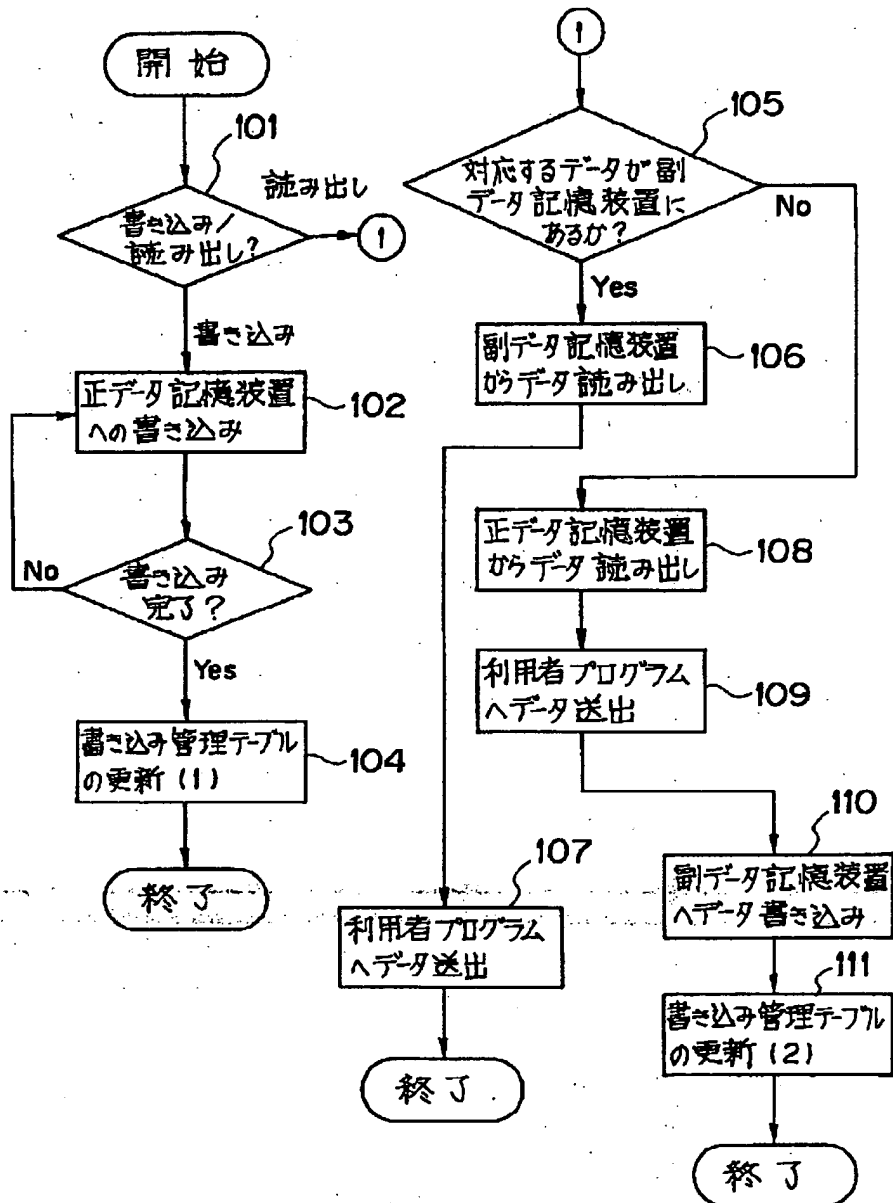 開始
101
読み出し
書き込み/
読み出し?
1
書き込み
正データ記憶装置
への書き込み
102
103
No
書き込み
完了?
Yes
書き込み管理テーブル
の更新(1)
104
終了
1
105
対応するデータが副
データ記憶装置に
あるか?
No
Yes
副データ記憶装置
からデータ読み出し
106
正データ記憶装置
からデータ読み出し
108
利用者プログラム
へデータ送出
109
107
利用者プログラム
へデータ送出
終了
110
副データ記憶装置
へデータ書き込み
111
書き込み管理テーブル
の更新(2)
終了